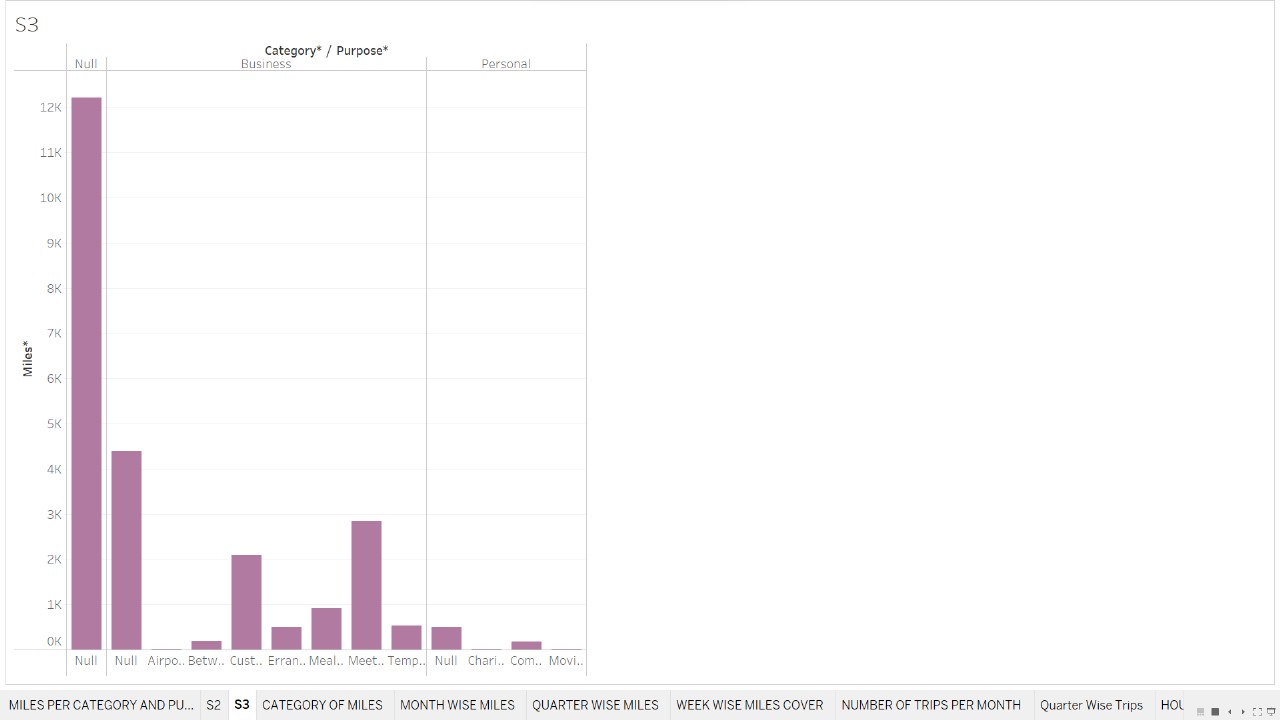 S3
Category* / Purpose*
Null Business Personal
12K
11K
10K
9K
8K
7K
6K
5K
4K
3K
2K
1K
0K
Miles*
Null Null Airpo.. Betw.. Cust.. Erran.. Meal.. Meet.. Temp.. Null Chari.. Com.. Movi..
MILES PER CATEGORY AND PU... S2 S3 CATEGORY OF MILES MONTH WISE MILES QUARTER WISE MILES WEEK WISE MILES COVER NUMBER OF TRIPS PER MONTH Quarter Wise Trips HOU